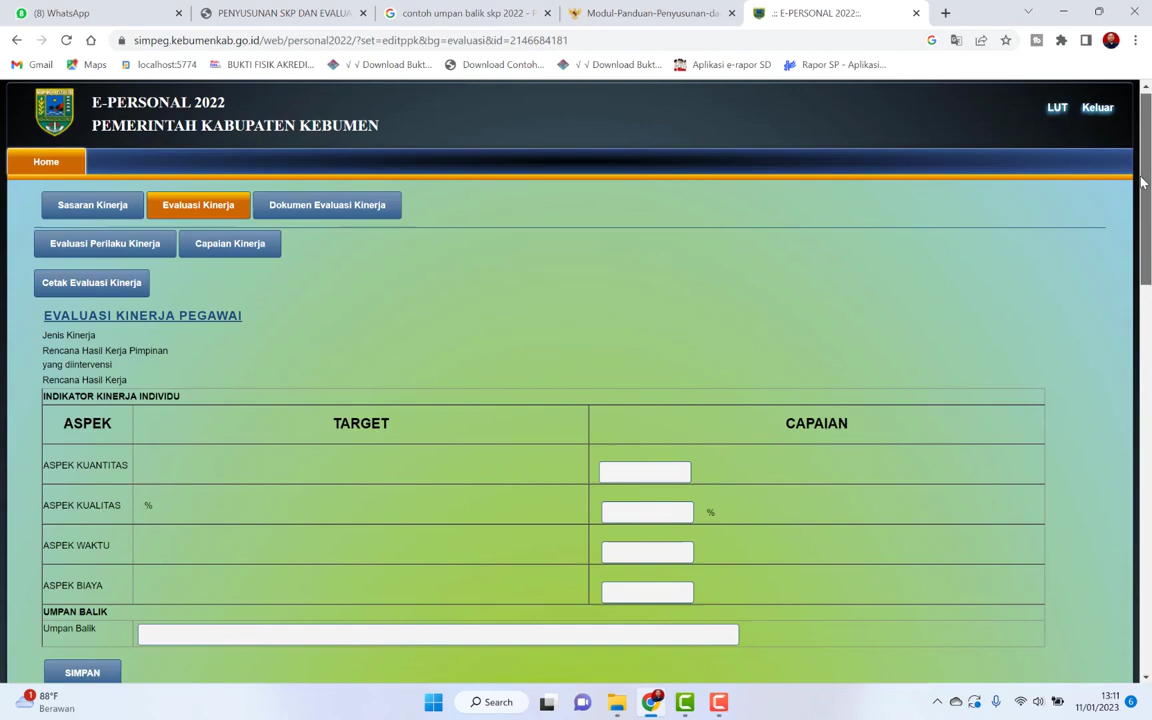 (8) WhatsApp
PENYUSUNAN SKP DAN EVALUA
contoh umpan balik skp 2022 - P
Modul-Panduan-Penyusunan-da
.:: E-PERSONAL 2022::.
simpeg.kebumenkab.go.id/web/personal2022/?set=editppk&bg=evaluasi&id=2146684181
Gmail
Maps
localhost:5774
BUKTI FISIK AKREDI...
√ √ Download Bukt...
Download Contoh...
√ √ Download Bukt...
Aplikasi e-rapor SD
Rapor SP - Aplikasi...
E-PERSONAL 2022
PEMERINTAH KABUPATEN KEBUMEN
LUT Keluar
Home
Sasaran Kinerja Evaluasi Kinerja Dokumen Evaluasi Kinerja
Evaluasi Perilaku Kinerja Capaian Kinerja
Cetak Evaluasi Kinerja
EVALUASI KINERJA PEGAWAI
Jenis Kinerja
Rencana Hasil Kerja Pimpinan
yang diintervensi
Rencana Hasil Kerja
INDIKATOR KINERJA INDIVIDU
ASPEK TARGET CAPAIAN
ASPEK KUANTITAS
ASPEK KUALITAS % %
ASPEK WAKTU
ASPEK BIAYA
UMPAN BALIK
Umpan Balik
SIMPAN
1
88°F
Berawan
Search
13:11
11/01/2023
6